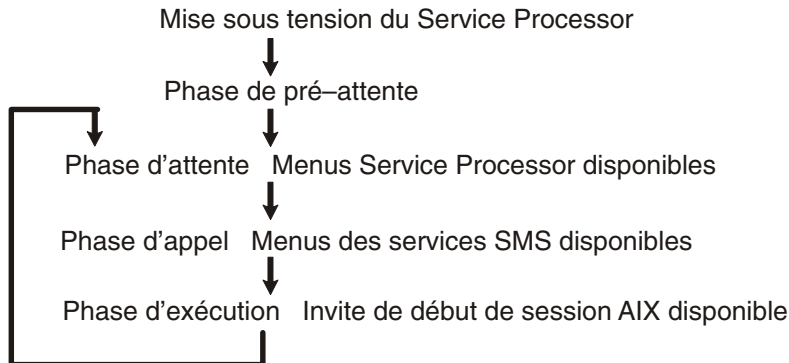 Mise sous tension du Service Processor
Phase de pré–attente
Phase d'attente Menus Service Processor disponibles
Phase d'appel Menus des services SMS disponibles
Phase d'exécution Invite de début de session AIX disponible